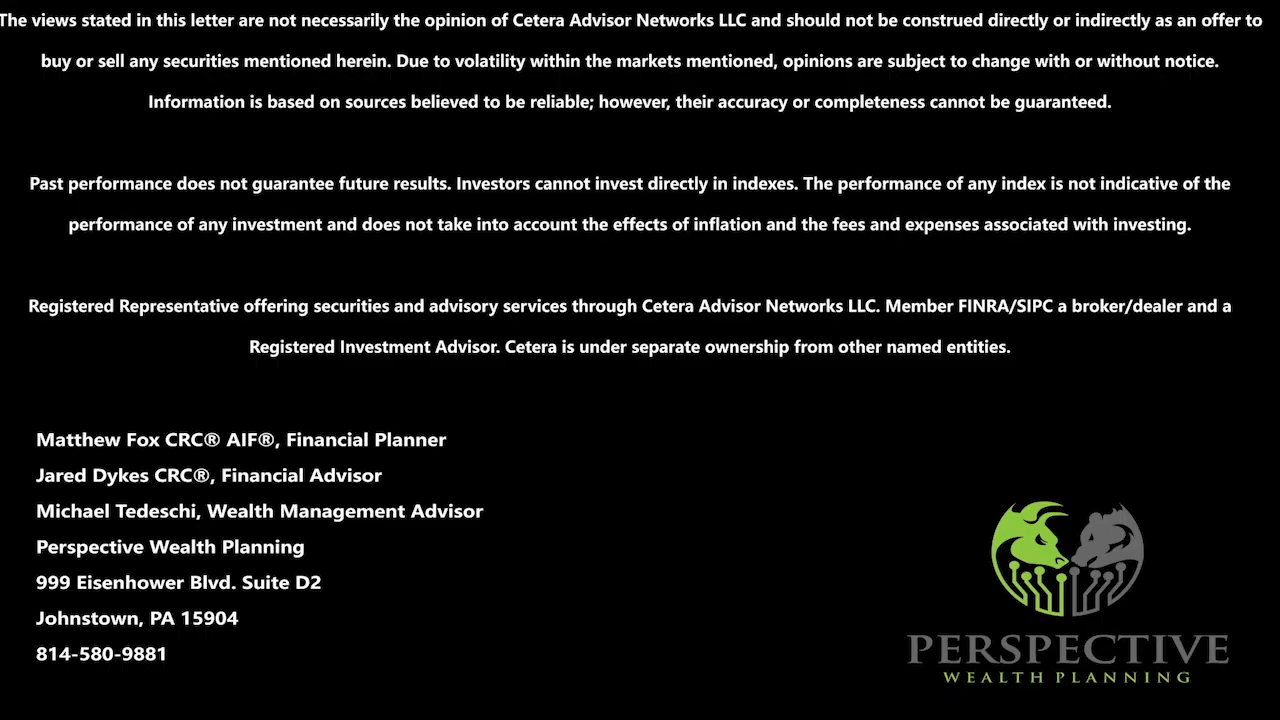 The views stated in this letter are not necessarily the opinion of Cetera Advisor Networks LLC and should not be construed directly or indirectly as an offer to
buy or sell any securities mentioned herein. Due to volatility within the markets mentioned, opinions are subject to change with or without notice.
Information is based on sources believed to be reliable; however, their accuracy or completeness cannot be guaranteed.
Past performance does not guarantee future results. Investors cannot invest directly in indexes. The performance of any index is not indicative of the
performance of any investment and does not take into account the effects of inflation and the fees and expenses associated with investing.
Registered Representative offering securities and advisory services through Cetera Advisor Networks LLC. Member FINRA/SIPC a broker/dealer and a
Registered Investment Advisor. Cetera is under separate ownership from other named entities.
Matthew Fox CRC® AIF®, Financial Planner
Jared Dykes CRC®, Financial Advisor
Michael Tedeschi, Wealth Management Advisor
Perspective Wealth Planning
999 Eisenhower Blvd. Suite D2
Johnstown, PA 15904
814-580-9881
PERSPECTIVE
WEALTH PLANNING